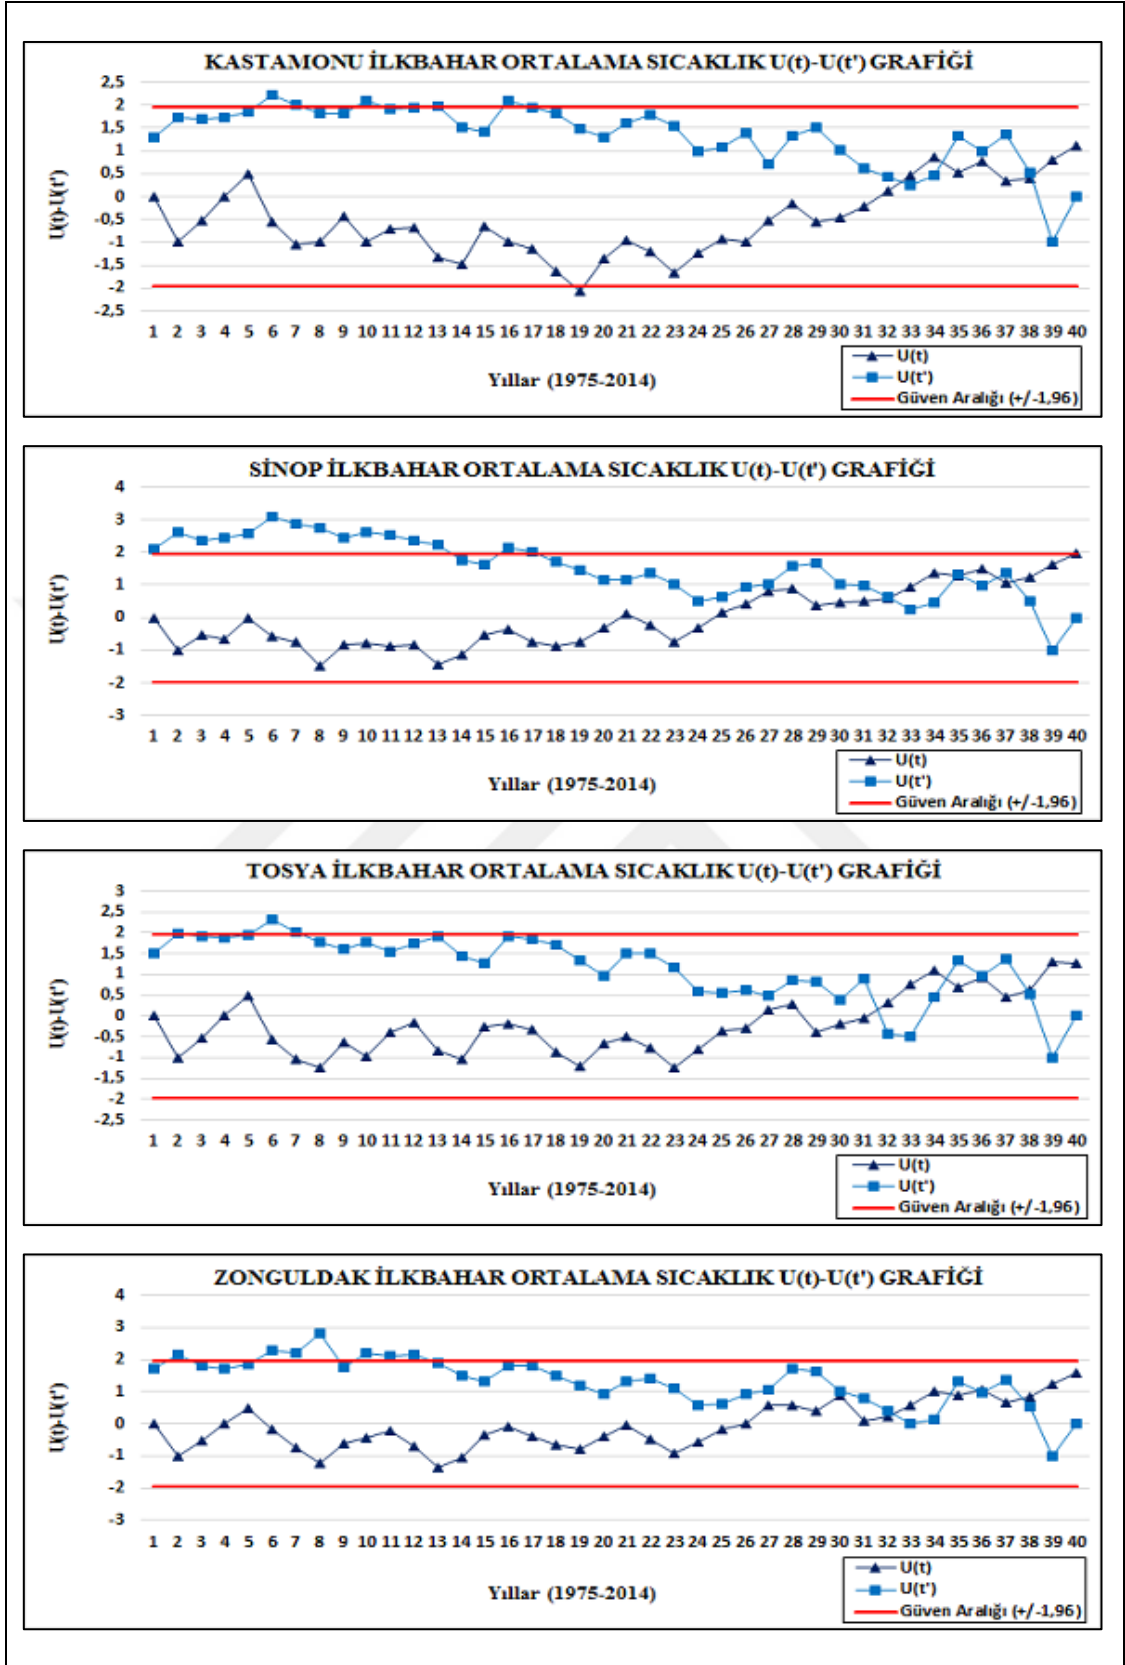 KASTAMONU İLKBAHAR ORTALAMA SICAKLIK U(t)-U(t') GRAFİĞİ
2,5
2
1,5
1
0,5
0
-0,5
-1
-1,5
-2
-2,5
U(t)-U(t')
1 2 3 4 5 6 7 8 9 10 11 12 13 14 15 16 17 18 19 20 21 22 23 24 25 26 27 28 29 30 31 32 33 34 35 36 37 38 39 40
Yıllar (1975-2014)
U(t)
U(t')
Güven Aralığı (+/-1,96)
SİNOP İLKBAHAR ORTALAMA SICAKLIK U(t)-U(t') GRAFİĞİ
4
3
2
1
0
-1
-2
-3
U(t)-U(t')
1 2 3 4 5 6 7 8 9 10 11 12 13 14 15 16 17 18 19 20 21 22 23 24 25 26 27 28 29 30 31 32 33 34 35 36 37 38 39 40
Yıllar (1975-2014)
U(t)
U(t')
Güven Aralığı (+/-1,96)
TOSYA İLKBAHAR ORTALAMA SICAKLIK U(t)-U(t') GRAFİĞİ
3
2,5
2
1,5
1
0,5
0
-0,5
-1
-1,5
-2
-2,5
U(t)-U(t')
1 2 3 4 5 6 7 8 9 10 11 12 13 14 15 16 17 18 19 20 21 22 23 24 25 26 27 28 29 30 31 32 33 34 35 36 37 38 39 40
Yıllar (1975-2014)
U(t)
U(t')
Güven Aralığı (+/-1,96)
ZONGULDAK İLKBAHAR ORTALAMA SICAKLIK U(t)-U(t') GRAFİĞİ
4
3
2
1
0
-1
-2
-3
U(t)-U(t')
1 2 3 4 5 6 7 8 9 10 11 12 13 14 15 16 17 18 19 20 21 22 23 24 25 26 27 28 29 30 31 32 33 34 35 36 37 38 39 40
Yıllar (1975-2014)
U(t)
U(t')
Güven Aralığı (+/-1,96)